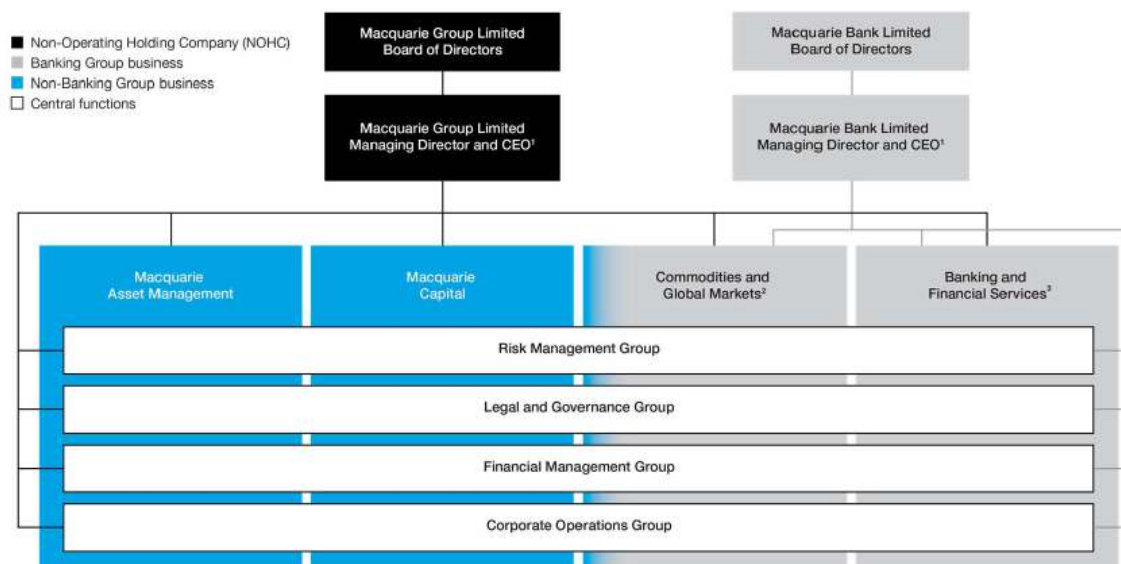 Non-Operating Holding Company (NOHC)
Banking Group business
Non-Banking Group business
Central functions
Macquarie Group Limited
Board of Directors
Macquarie Bank Limited
Board of Directors
Macquarie Group Limited
Managing Director and CEO¹
Macquarie Bank Limited
Managing Director and CEO¹
Macquarie
Asset Management
Macquarie
Capital
Commodities and
Global Markets²
Banking and
Financial Services³
Risk Management Group
Legal and Governance Group
Financial Management Group
Corporate Operations Group